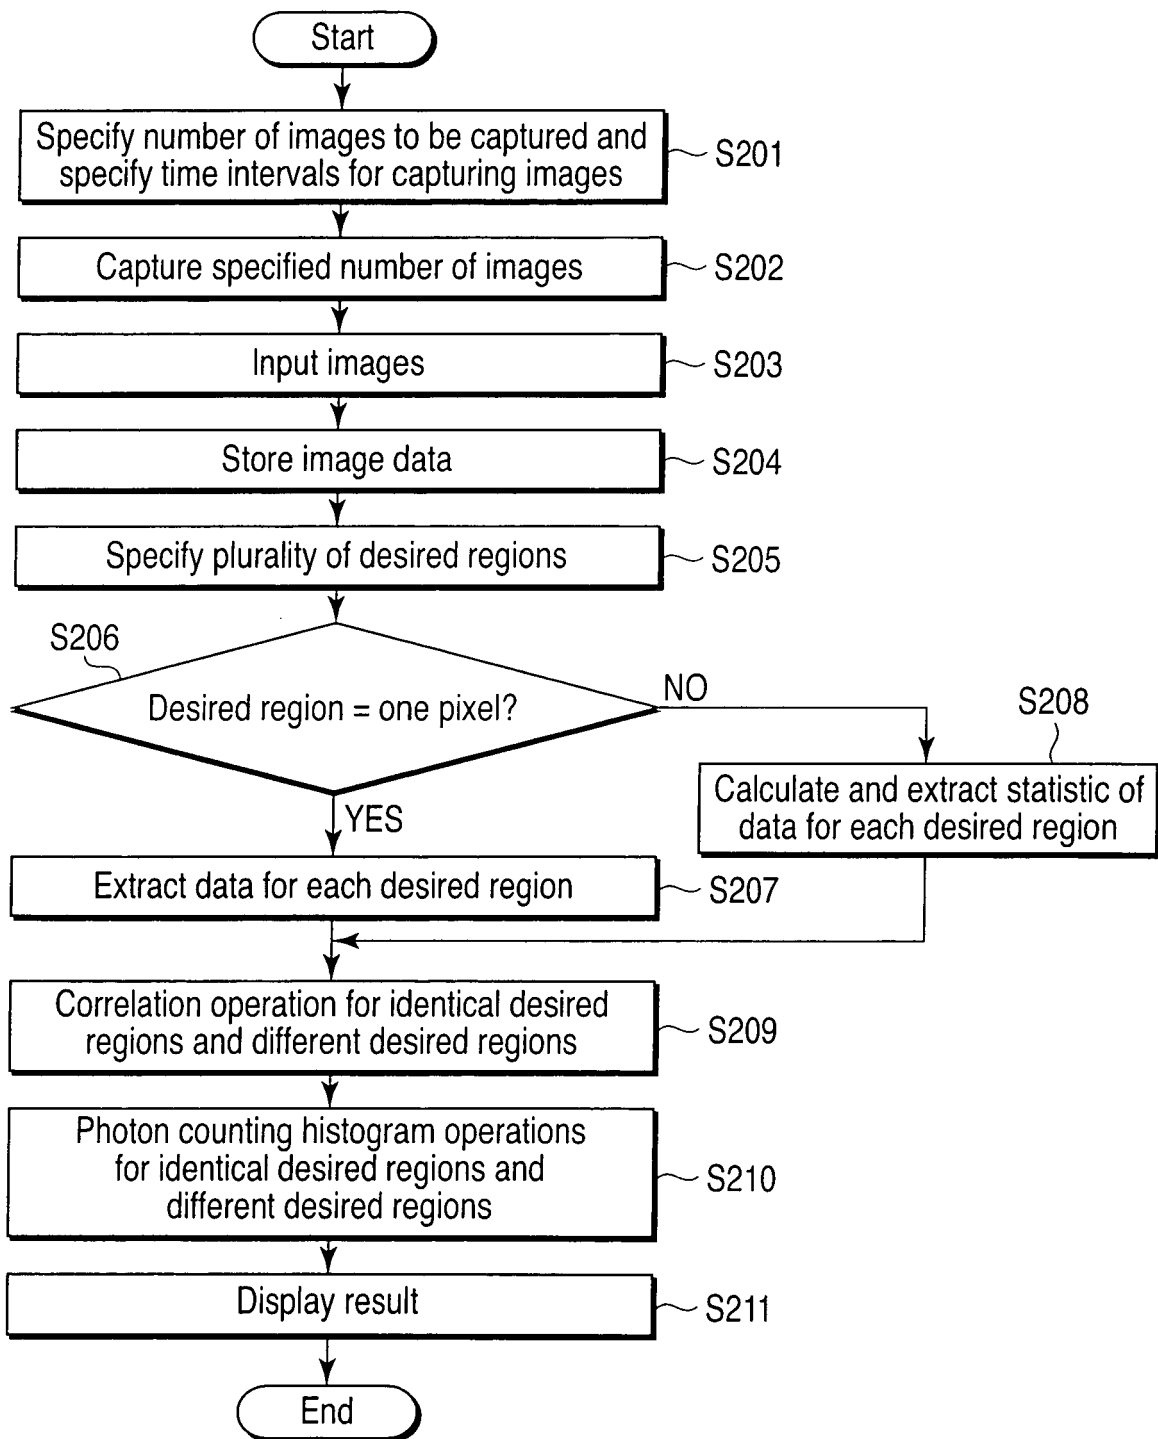 Start
Specify number of images to be captured and
specify time intervals for capturing images
S201
Capture specified number of images
S202
Input images
S203
Store image data
S204
Specify plurality of desired regions
S205
S206
Desired region = one pixel?
NO
YES
S208
Calculate and extract statistic of
data for each desired region
Extract data for each desired region
S207
Correlation operation for identical desired
regions and different desired regions
S209
Photon counting histogram operations
for identical desired regions and
different desired regions
S210
Display result
S211
End